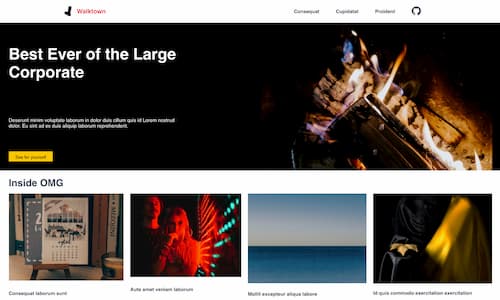 Walktown
Consequat
Cupidatat
Proident
Best Ever of the Large
Corporate
Deserunt minim voluptate laborum in dolor duis cillum quis id Lorem nostrud
dolor. Eu sint ad ex duis aliquip laborum reprehenderit.
See for yourself
Inside OMG
Consequat laborum sunt
Aute amet veniam laborum
Mollit excepteur aliqua labore
Id quis commodo exercitation exercitation